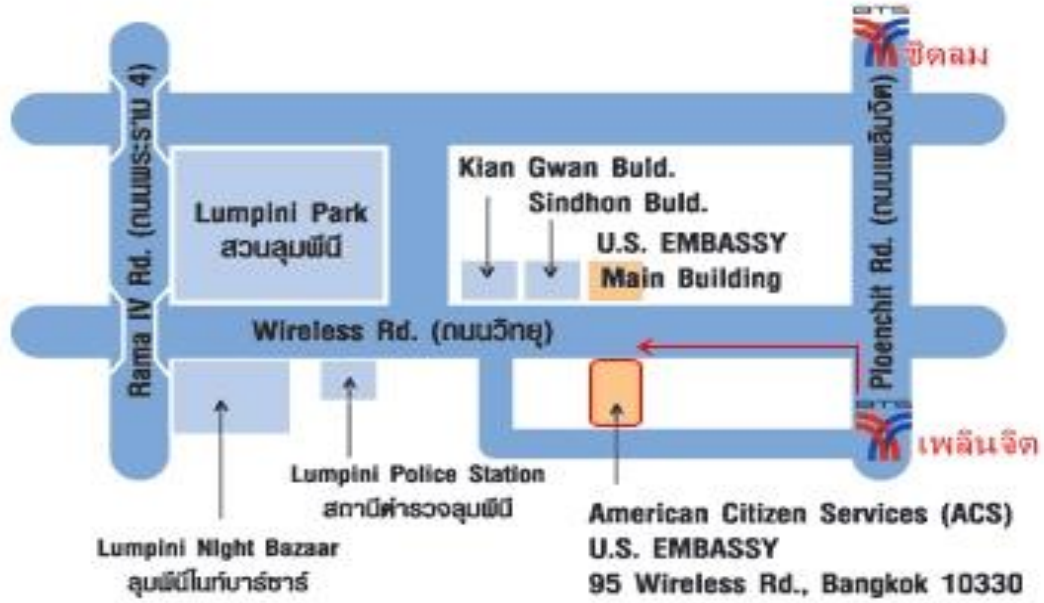 BTS
ชิดลม
Rama IV Rd. (ถนนพระราม 4)
Ploenchit Rd. (ถนนเพลินจิต)
Lumpini Park
สวนลุมพีนี
Kian Gwan Buld.
Sindhon Buld.
U.S. EMBASSY
Main Building
Wireless Rd. (ถนนวิทยุ)
BTS
เพลินจิต
Lumpini Police Station
สถานีตำรวจลุมพีนี
Lumpini Night Bazaar
ลุมพีนีไนท์บาร์ซาร์
American Citizen Services (ACS)
U.S. EMBASSY
95 Wireless Rd., Bangkok 10330